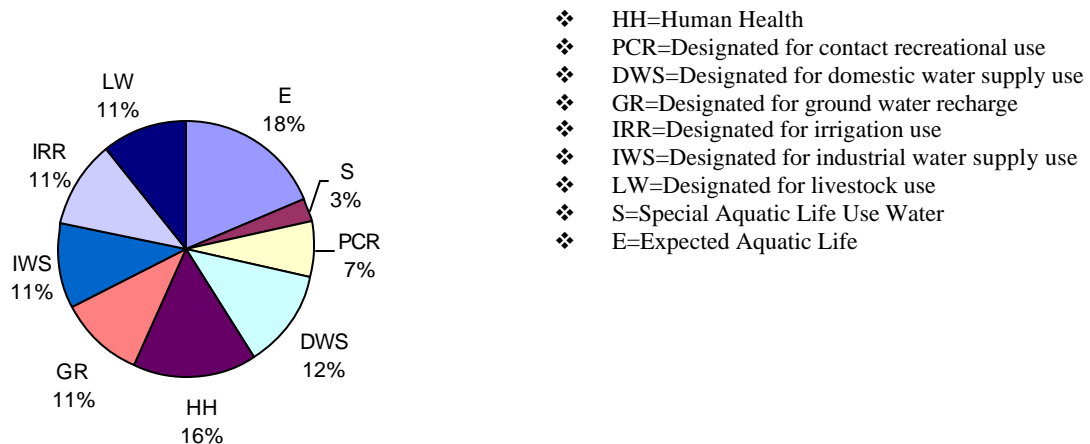 LW
11%
E
18%
IRR
11%
S
3%
PCR
7%
IWS
11%
DWS
12%
GR
11%
HH
16%
❖ HH=Human Health
❖ PCR=Designated for contact recreational use
❖ DWS=Designated for domestic water supply use
❖ GR=Designated for ground water recharge
❖ IRR=Designated for irrigation use
❖ IWS=Designated for industrial water supply use
❖ LW=Designated for livestock use
❖ S=Special Aquatic Life Use Water
❖ E=Expected Aquatic Life